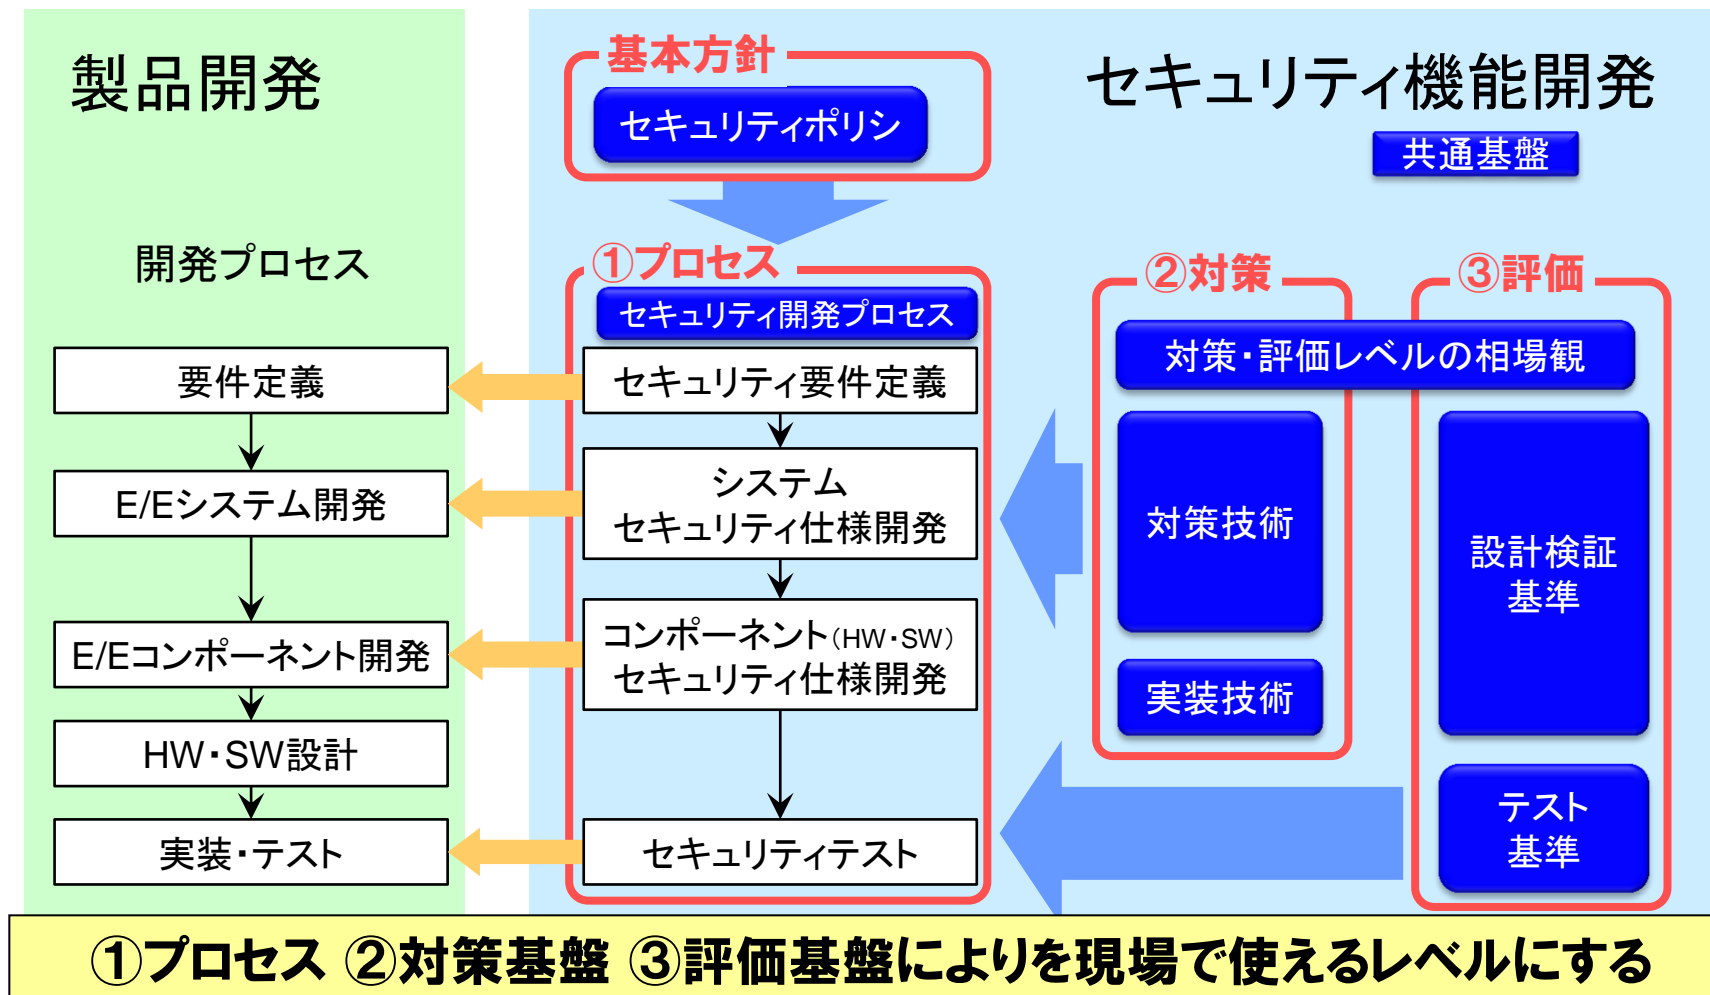 製品開発
開発プロセス
要件定義
E/Eシステム開発
E/Eコンポーネント開発
HW・SW設計
実装・テスト
セキュリティ機能開発
共通基盤
基本方針
セキュリティポリシ
①プロセス
セキュリティ開発プロセス
セキュリティ要件定義
システム
セキュリティ仕様開発
コンポーネント（HW・SW）
セキュリティ仕様開発
セキュリティテスト
②対策
③評価
対策・評価レベルの相場観
対策技術
実装技術
設計検証
基準
テスト
基準
①プロセス ②対策基盤 ③評価基盤によりを現場で使えるレベルにする